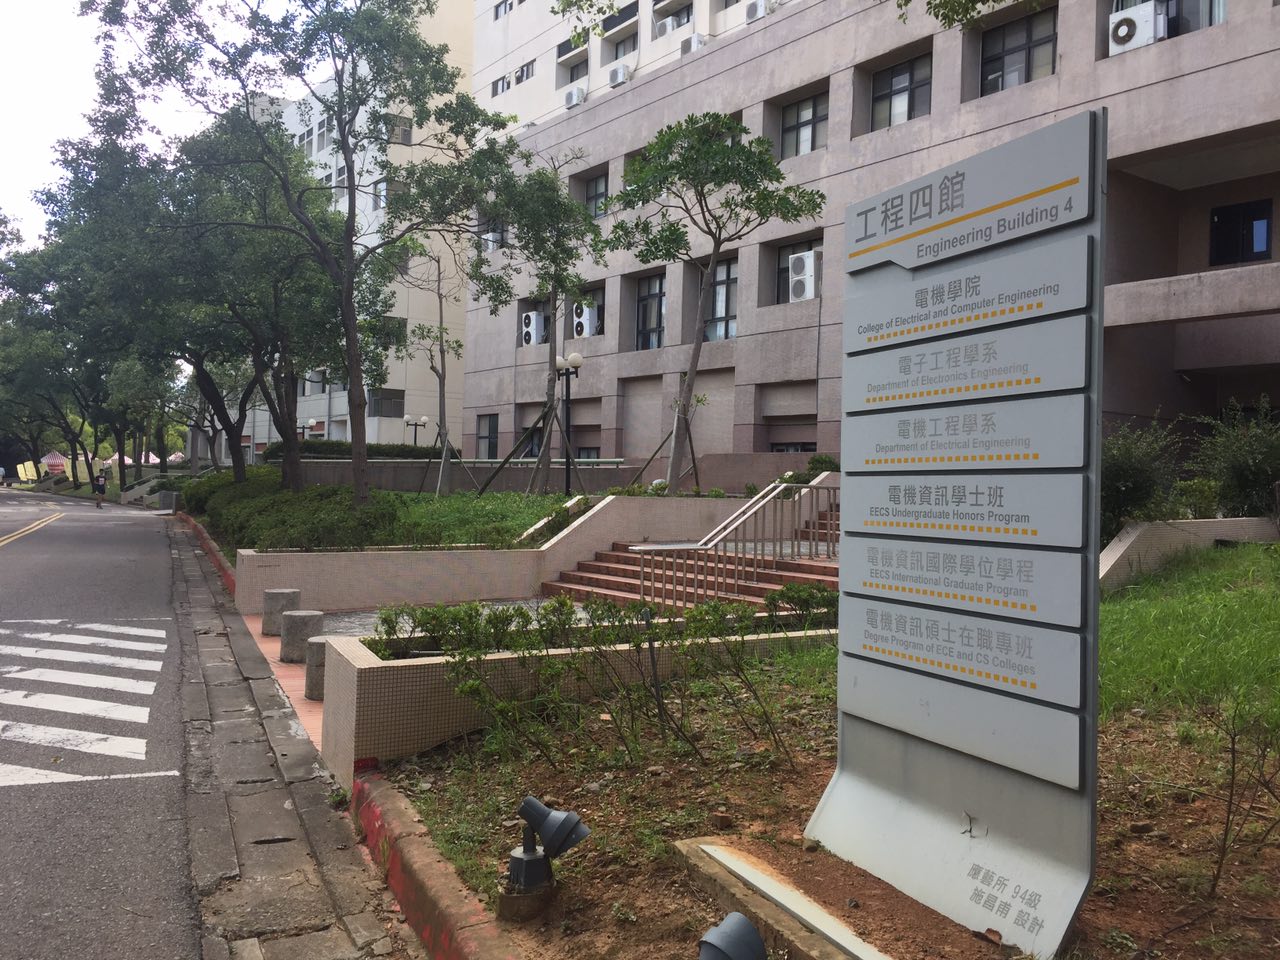 工程四館
Engineering Building 4
電機學院
College of Electrical and Computer Engineering
電子工程學系
Department of Electronics Engineering
電機工程學系
Department of Electrical Engineering
電機資訊學士班
EECS Undergraduate Honors Program
電機資訊國際學位學程
EECS International Graduate Program
電機資訊碩士在職專班
Degree Program of ECE and CS Colleges
應藝所 94級
施昌甫 設計